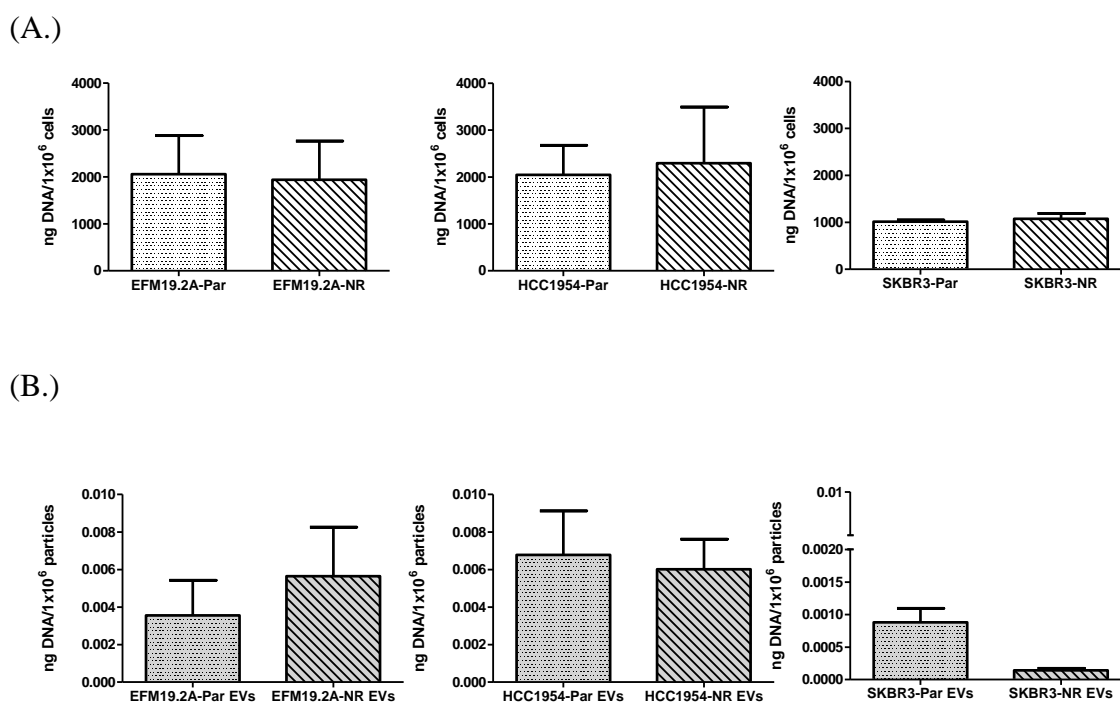 (A.)
ng DNA/1x10⁶ cells
4000
3000
2000
1000
0
EFM19.2A-Par EFM19.2A-NR
ng DNA/1x10⁶ cells
4000
3000
2000
1000
0
HCC1954-Par HCC1954-NR
ng DNA/1x10⁶ cells
4000
3000
2000
1000
0
SKBR3-Par SKBR3-NR
(B.)
ng DNA/1x10⁶ particles
0.010
0.008
0.006
0.004
0.002
0.000
EFM19.2A-Par EVs EFM19.2A-NR EVs
ng DNA/1x10⁶ particles
0.010
0.008
0.006
0.004
0.002
0.000
HCC1954-Par EVs HCC1954-NR EVs
ng DNA/1x10⁶ particles
0.01
0.0020
0.0015
0.0010
0.0005
0.0000
SKBR3-Par EVs SKBR3-NR EVs